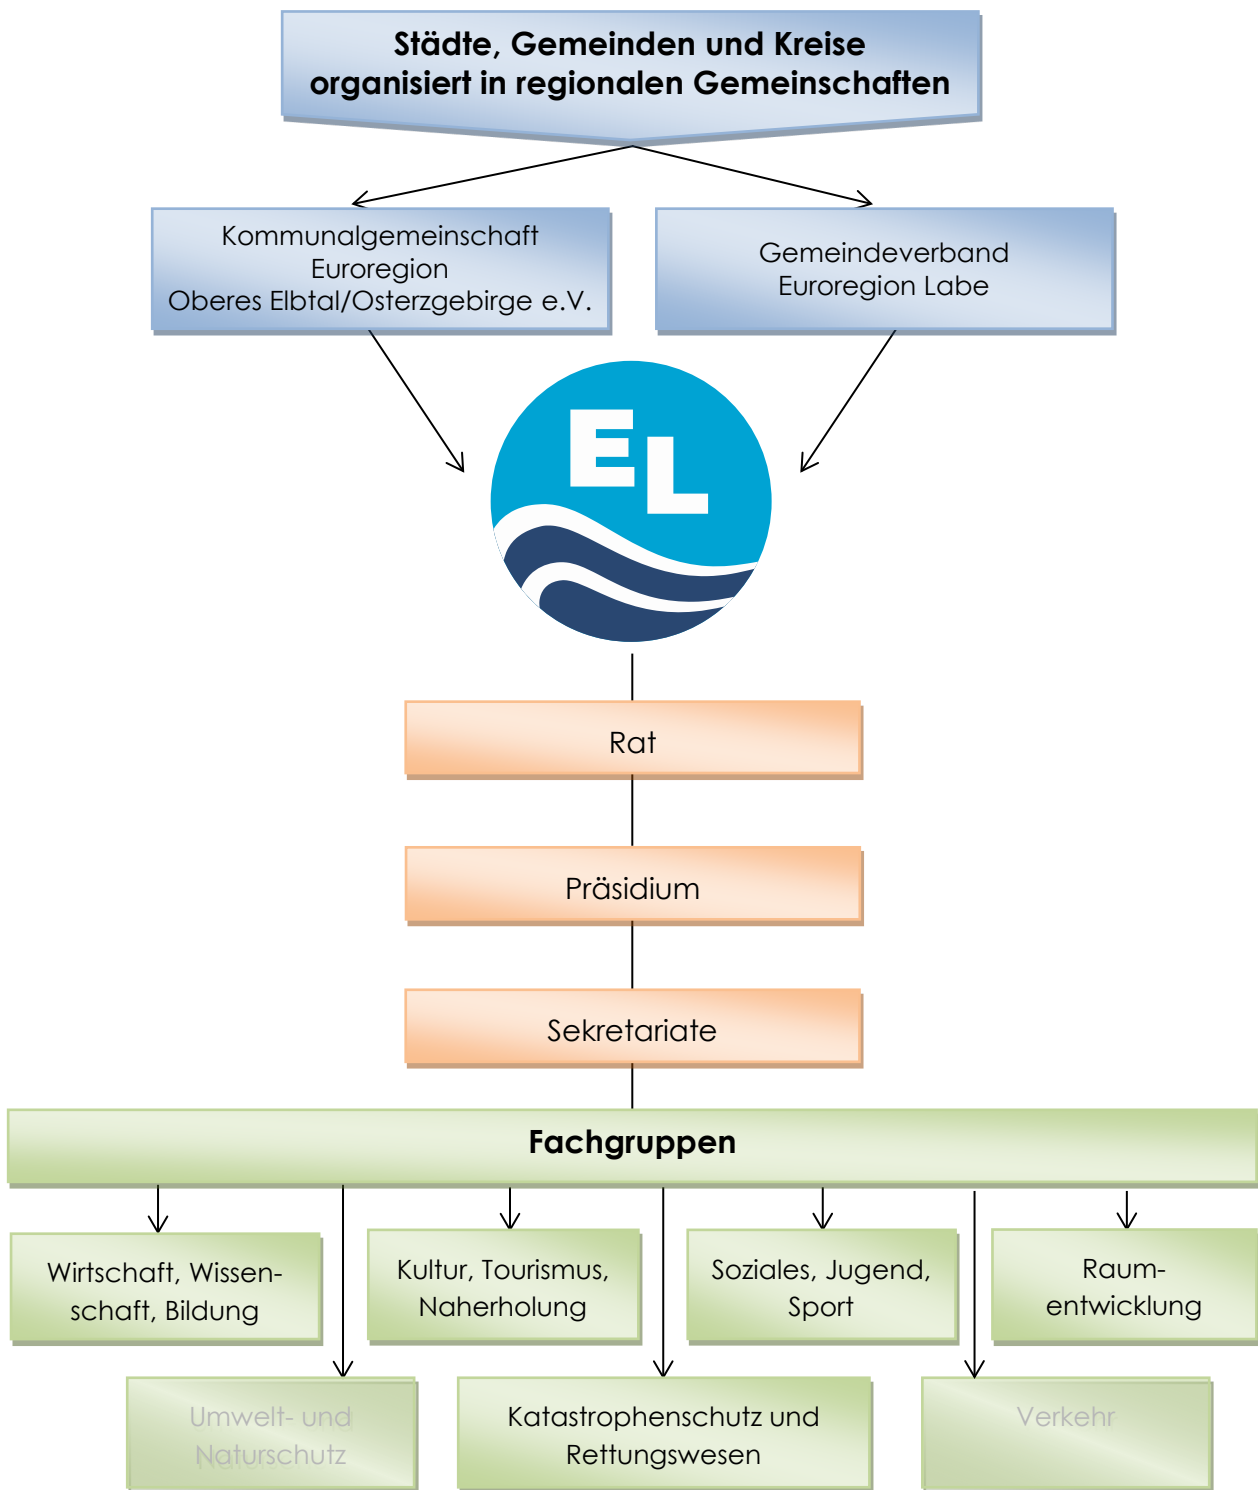 Städte, Gemeinden und Kreise
organisiert in regionalen Gemeinschaften
Kommunalgemeinschaft
Euroregion
Oberes Elbtal/Osterzgebirge e.V.
Gemeindeverband
Euroregion Labe
EL
Rat
Präsidium
Sekretariate
Fachgruppen
Wirtschaft, Wissen-
schaft, Bildung
Kultur, Tourismus,
Naherholung
Soziales, Jugend,
Sport
Raum-
entwicklung
Umwelt- und
Naturschutz
Katastrophenschutz und
Rettungswesen
Verkehr